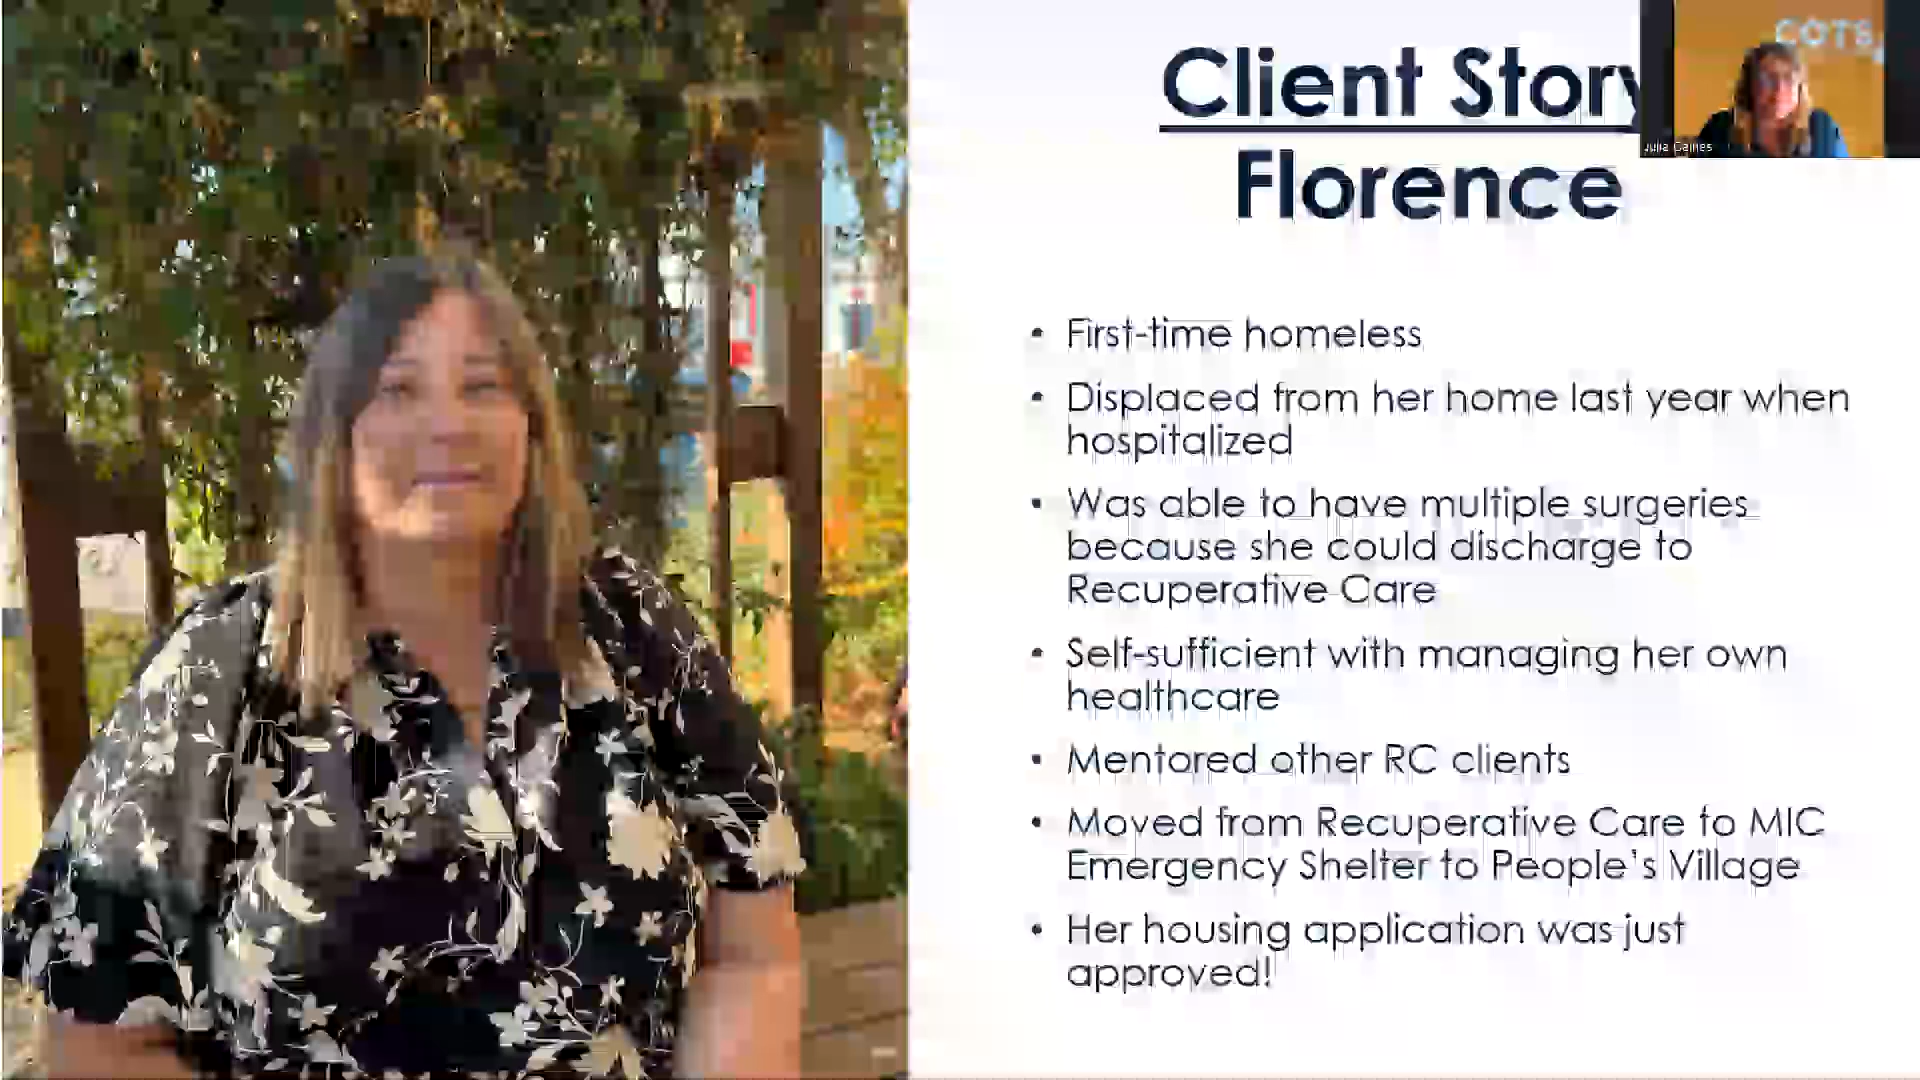 Client Story
Florence
COTS
Julia Gaines
• First-time homeless
• Displaced from her home last year when
hospitalized
• Was able to have multiple surgeries
because she could discharge to
Recuperative Care
• Self-sufficient with managing her own
healthcare
• Mentored other RC clients
• Moved from Recuperative Care to MIC
Emergency Shelter to People's Village
• Her housing application was just
approved!